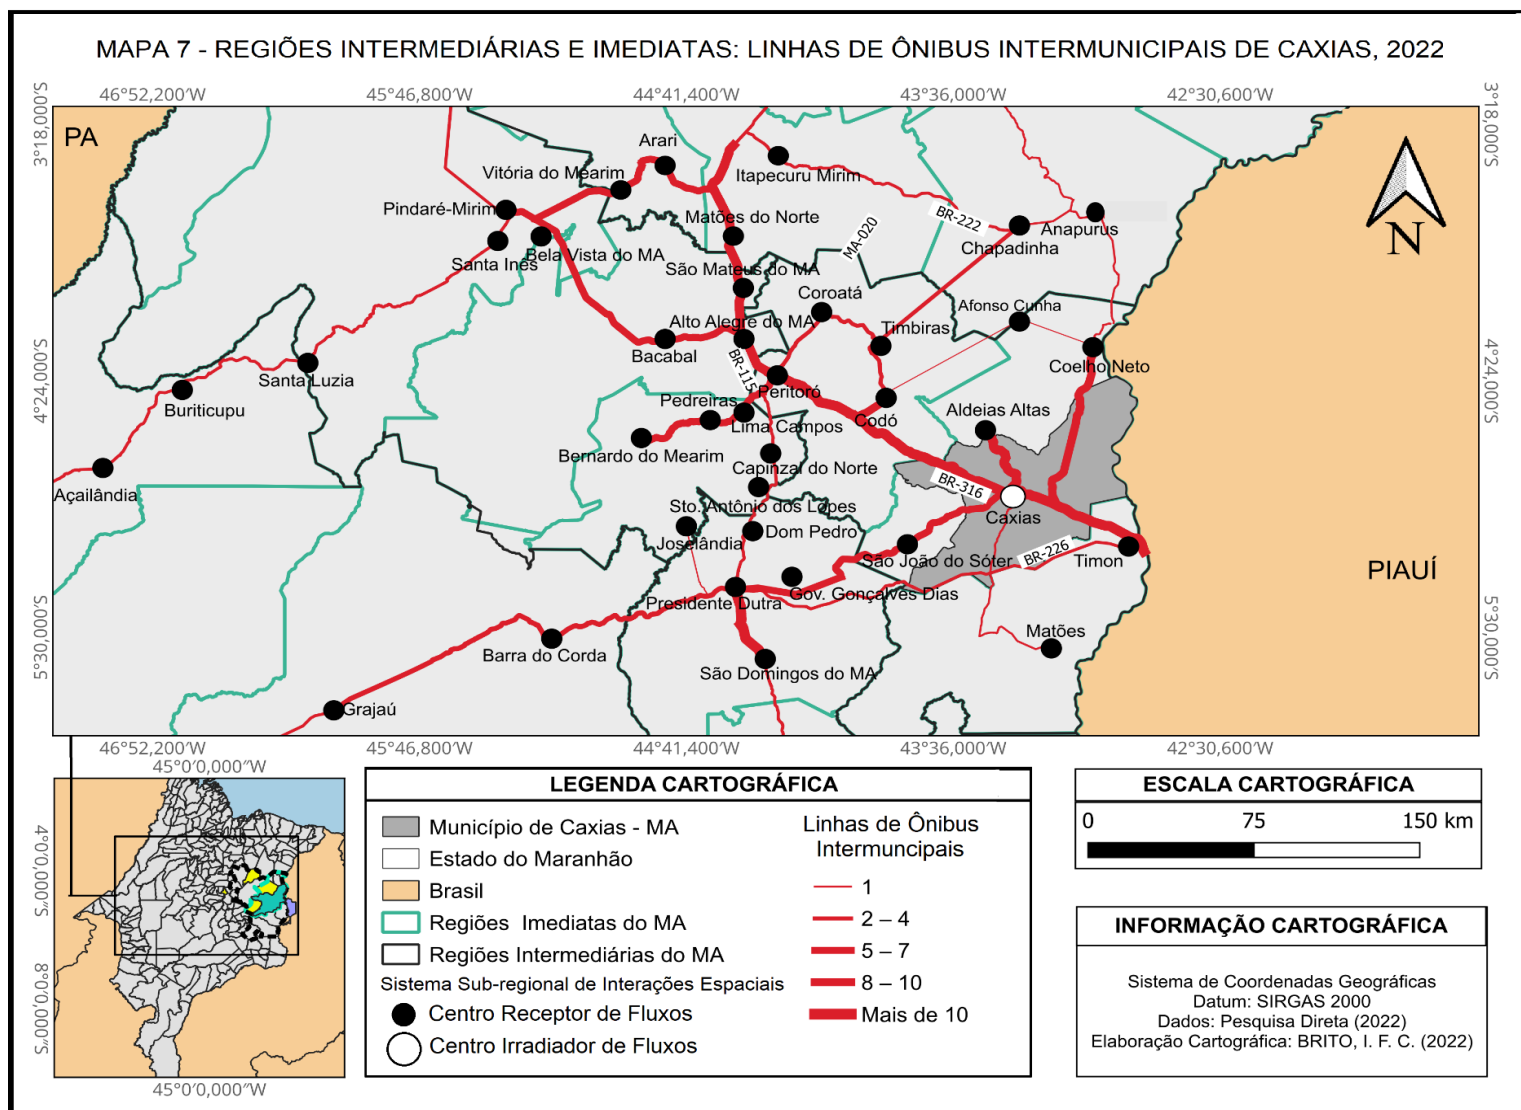 MAPA 7 - REGIÕES INTERMEDIÁRIAS E IMEDIATAS: LINHAS DE ÔNIBUS INTERMUNICIPAIS DE CAXIAS, 2022
46°52,200′W
45°46,800′W
44°41,400′W
43°36,000′W
42°30,600′W
3°18,000′S
3°18,000′S
PA
Arari
Vitória do Mearim
Itapecuru Mirim
Pindaré-Mirim
Matões do Norte
BR-222
Anapurus
Chapadinha
MA-020
Santa Inês
Bela Vista do MA
São Mateus do MA
Coroatá
Afonso Cunha
Alto Alegre do MA
Timbiras
4°24,000′S
4°24,000′S
Bacabal
BR-115
Coelho Neto
Santa Luzia
Peritoró
Buriticupu
Pedreiras
Aldeias Altas
Lima Campos
Codó
Bernardo do Mearim
Capinzal do Norte
BR-316
Açailândia
Sto. Antônio dos Lopes
Caxias
Joselândia
Dom Pedro
São João do Sóter
BR-226
Timon
PIAUÍ
Gov. Gonçalves Dias
Presidente Dutra
5°30,000′S
5°30,000′S
Matões
Barra do Corda
São Domingos do MA
Grajaú
46°52,200′W
45°46,800′W
44°41,400′W
43°36,000′W
42°30,600′W
45°0′0,000″W
4°0′0,000″S
8°0′0,000″S
45°0′0,000″W
N
LEGENDA CARTOGRÁFICA
Município de Caxias - MA
Estado do Maranhão
Brasil
Regiões Imediatas do MA
Regiões Intermediárias do MA
Sistema Sub-regional de Interações Espaciais
Centro Receptor de Fluxos
Centro Irradiador de Fluxos
Linhas de Ônibus
Intermuncipais
1
2 – 4
5 – 7
8 – 10
Mais de 10
ESCALA CARTOGRÁFICA
0 75 150 km
INFORMAÇÃO CARTOGRÁFICA
Sistema de Coordenadas Geográficas
Datum: SIRGAS 2000
Dados: Pesquisa Direta (2022)
Elaboração Cartográfica: BRITO, I. F. C. (2022)